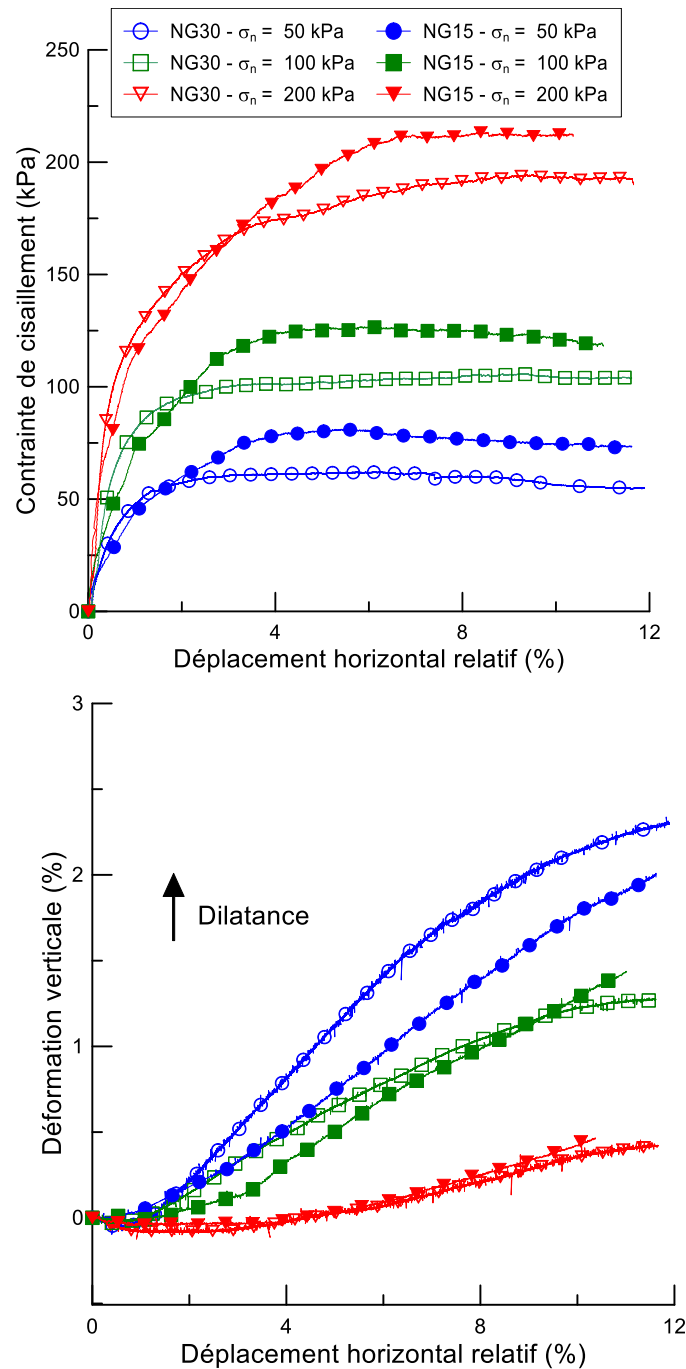 NG30 - σn = 50 kPa
NG15 - σn = 50 kPa
NG30 - σn = 100 kPa
NG15 - σn = 100 kPa
NG30 - σn = 200 kPa
NG15 - σn = 200 kPa
250
200
150
100
50
0
Contrainte de cisaillement (kPa)
0 4 8 12
Déplacement horizontal relatif (%)
3
2
1
0
Déformation verticale (%)
Dilatance
0 4 8 12
Déplacement horizontal relatif (%)